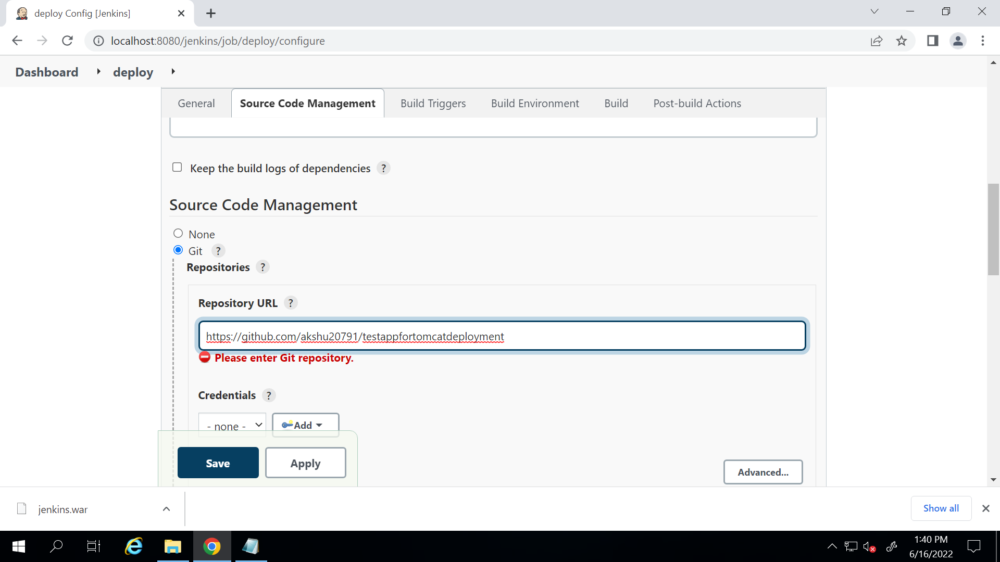 deploy Config [Jenkins]
localhost:8080/jenkins/job/deploy/configure
Dashboard deploy
General Source Code Management Build Triggers Build Environment Build Post-build Actions
Keep the build logs of dependencies ?
Source Code Management
None
Git ?
Repositories ?
Repository URL ?
https://github.com/akshu20791/testappfortomcatdeployment
Please enter Git repository.
Credentials ?
- none - Add
Save Apply
Advanced...
jenkins.war
Show all
1:40 PM
6/16/2022